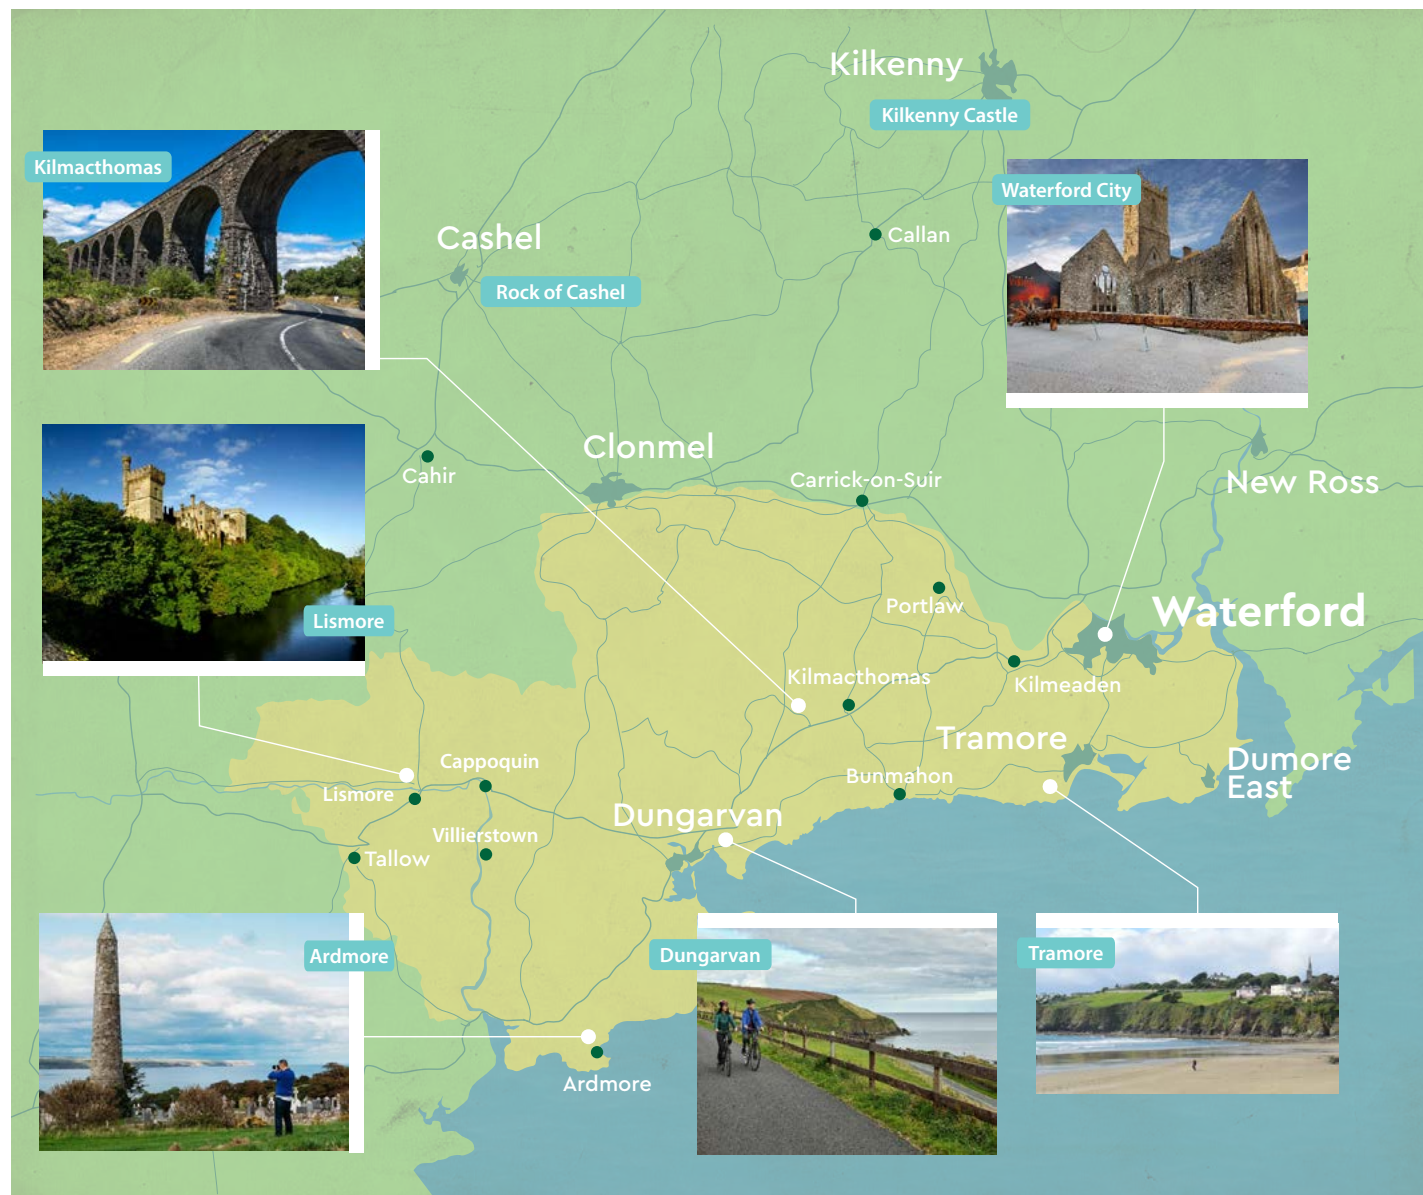 Kilkenny
Kilkenny Castle
Kilmacthomas
Waterford City
Cashel
Callan
Rock of Cashel
Clonmel
Cahir
Carrick-on-Suir
New Ross
Portlaw
Waterford
Lismore
Kilmacthomas
Kilmeaden
Tramore
Cappoquin
Dumore
East
Bunmahon
Lismore
Dungarvan
Villierstown
Tallow
Ardmore
Dungarvan
Tramore
Ardmore